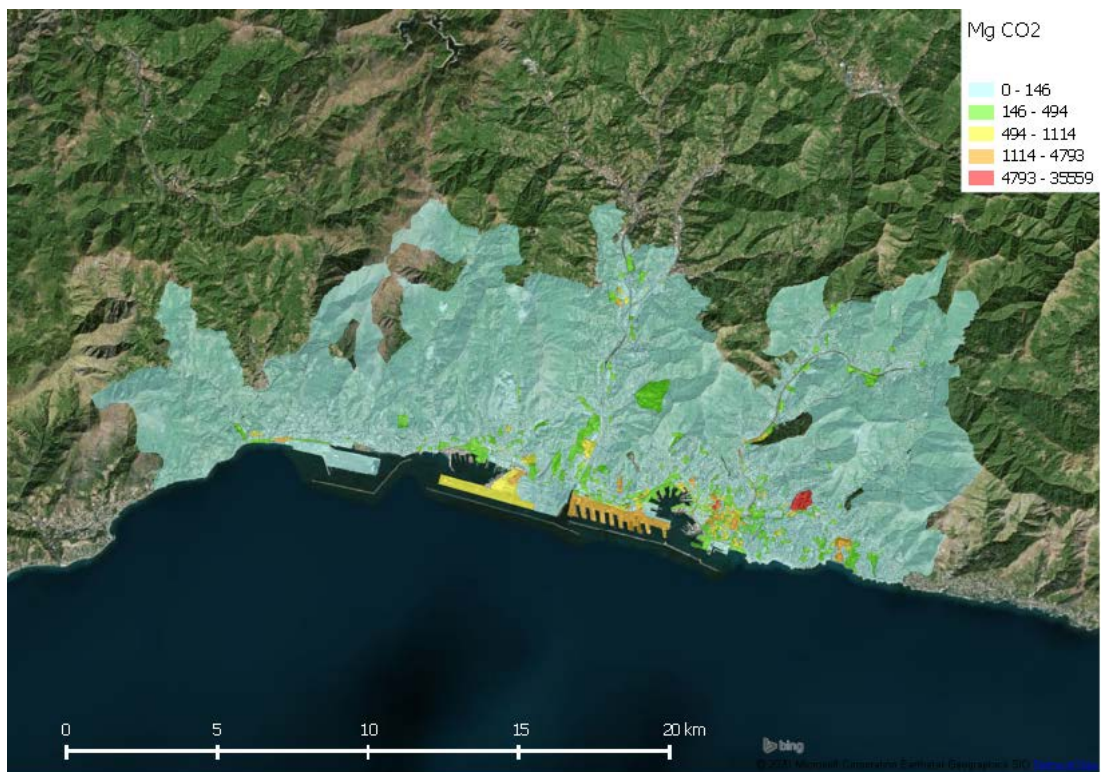 Mg CO2
0 - 146
146 - 494
494 - 1114
1114 - 4793
4793 - 35559
0 5 10 15 20 km
bing
© 2020 Microsoft Corporation Earthstar Geographics SIO